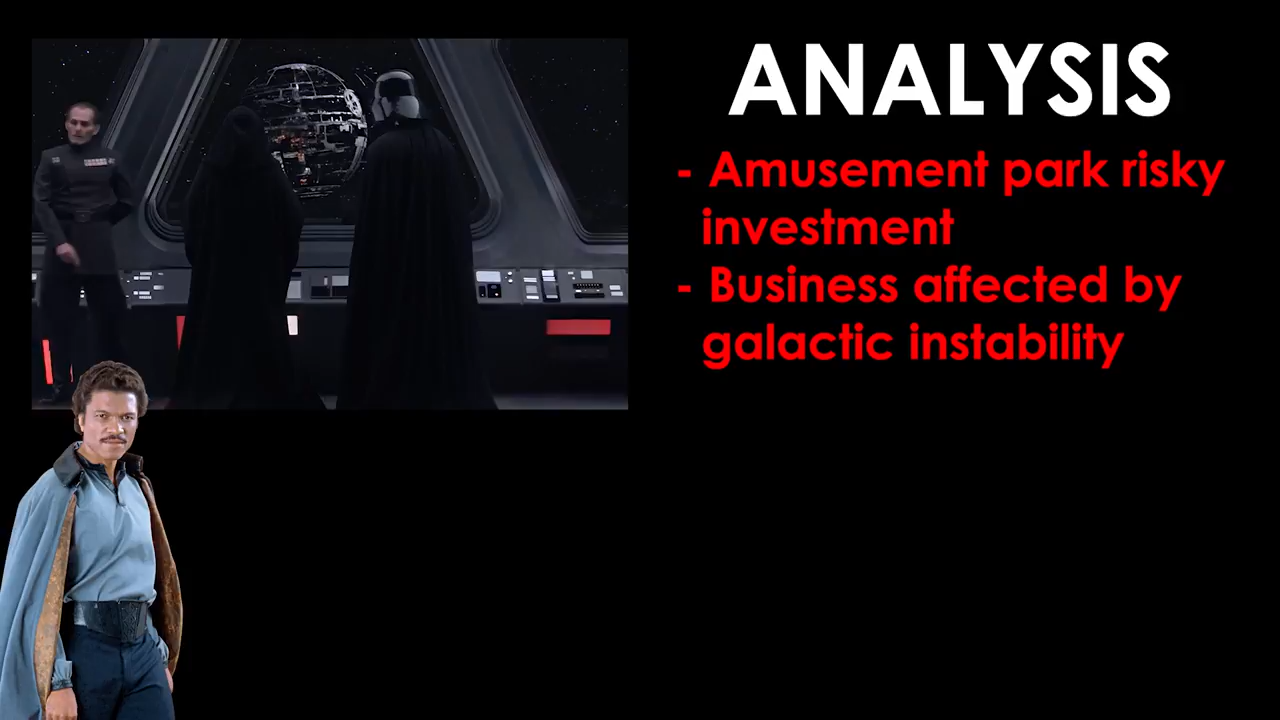 ANALYSIS
- Amusement park risky
investment
- Business affected by
galactic instability